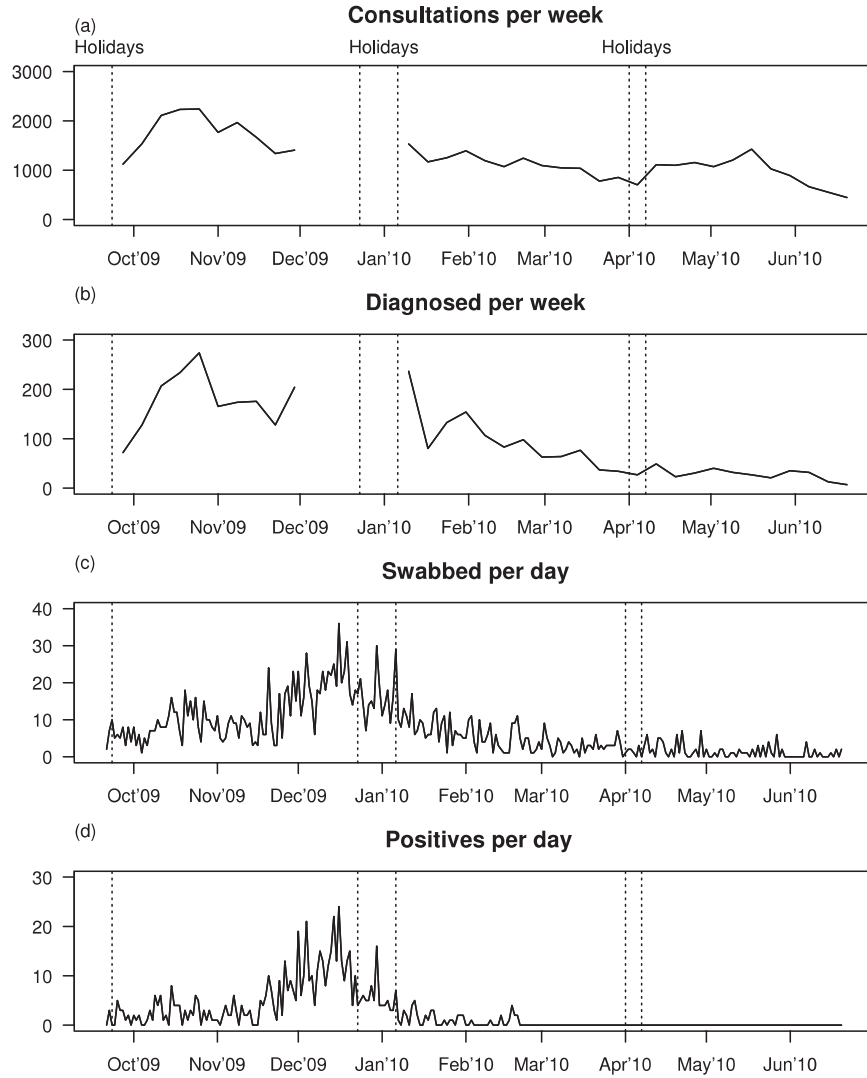 (a) Consultations per week
Holidays Holidays Holidays
3000
2000
1000
0
Oct'09 Nov'09 Dec'09 Jan'10 Feb'10 Mar'10 Apr'10 May'10 Jun'10
(b) Diagnosed per week
300
200
100
0
Oct'09 Nov'09 Dec'09 Jan'10 Feb'10 Mar'10 Apr'10 May'10 Jun'10
(c) Swabbed per day
40
30
20
10
0
Oct'09 Nov'09 Dec'09 Jan'10 Feb'10 Mar'10 Apr'10 May'10 Jun'10
(d) Positives per day
30
20
10
0
Oct'09 Nov'09 Dec'09 Jan'10 Feb'10 Mar'10 Apr'10 May'10 Jun'10